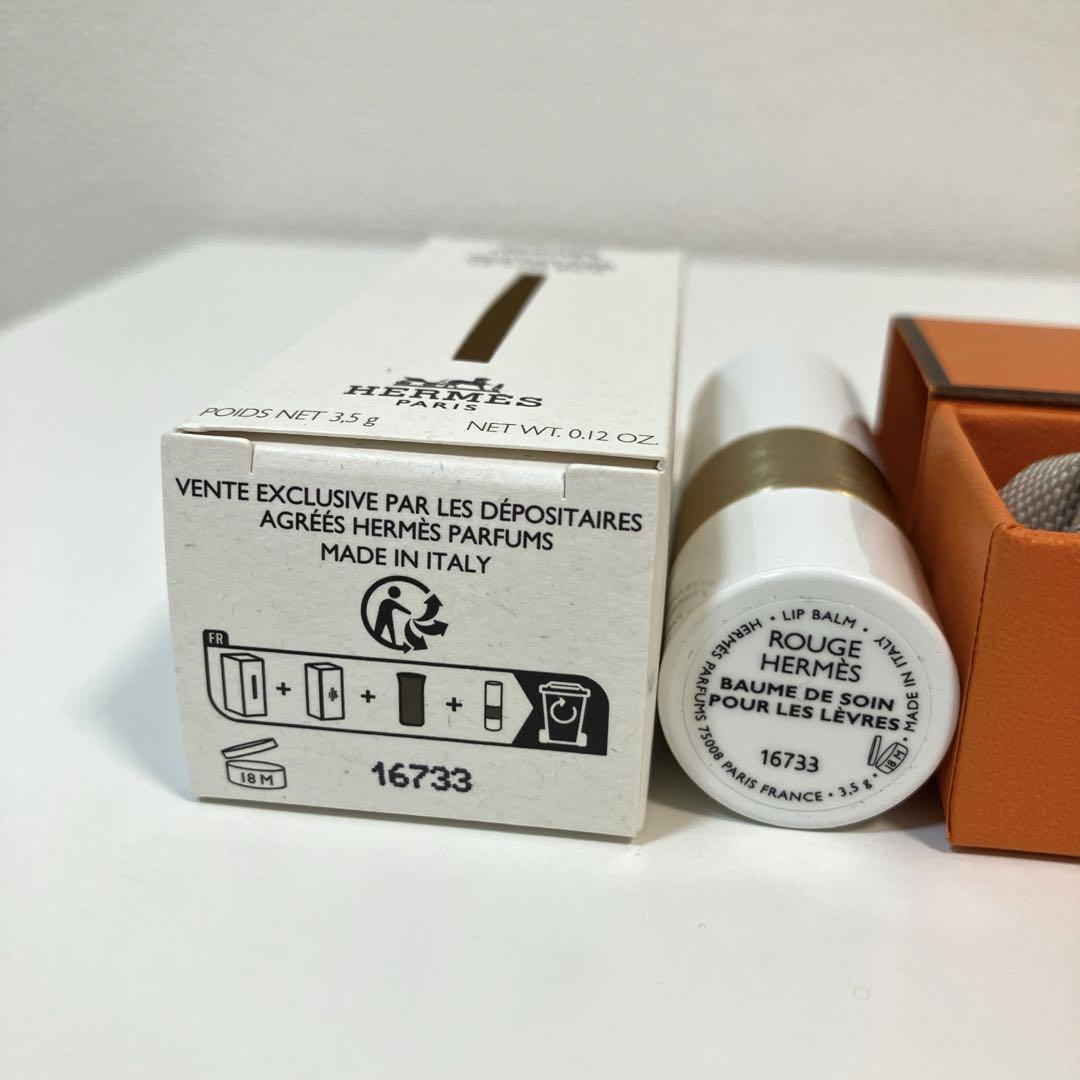 HERMÈS
PARIS
POIDS NET 3,5 g
NET WT. 0.12 OZ.
VENTE EXCLUSIVE PAR LES DÉPOSITAIRES
AGRÉÉS HERMÈS PARFUMS
MADE IN ITALY
FR
18 M
16733
• LIP BALM •
ROUGE
HERMÈS
BAUME DE SOIN
POUR LES LÈVRES
16733
HERMÈS PARFUMS 75008 PARIS FRANCE • 3,5 g •
18 M
• MADE IN ITALY